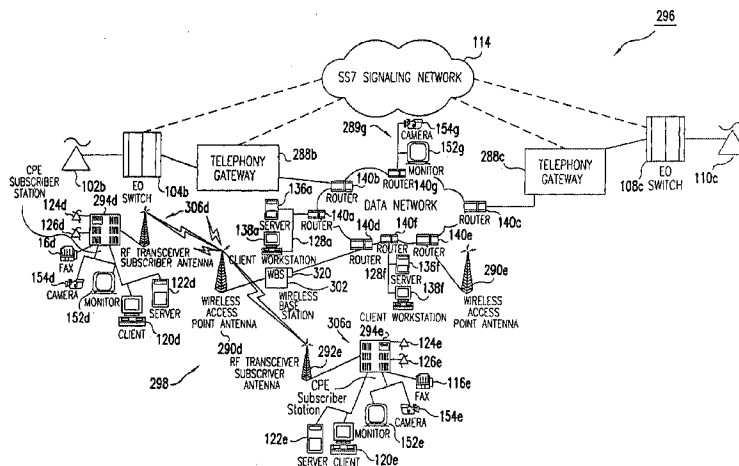 296
114
SS7 SIGNALING NETWORK
289g
CAMERA
154g
152g
MONITOR
TELEPHONY
GATEWAY
288b
140b
ROUTER
ROUTER
140g
TELEPHONY
GATEWAY
288c
108c
EO
SWITCH
110c
102b
EO
SWITCH
104b
CPE
SUBSCRIBER
STATION
294d
124d
126d
16d
FAX
154d
CAMERA
MONITOR
152d
CLIENT
120d
SERVER
122d
306d
RF TRANSCEIVER
SUBSCRIBER ANTENNA
136a
SERVER
138a
CLIENT
WORKSTATION
128a
140a
ROUTER
DATA NETWORK
140d
ROUTER
140f
ROUTER
140e
ROUTER
140c
ROUTER
320
WBS
302
WIRELESS
BASE
STATION
WIRELESS ACCESS
POINT ANTENNA
290d
128f
136f
SERVER
138f
CLIENT WORKSTATION
290e
WIRELESS ACCESS
POINT ANTENNA
298
RF TRANSCEIVER
SUBSCRIVER ANTENNA
292e
306a
294e
124e
126e
116e
FAX
CPE
Subscriber
Station
154e
CAMERA
MONITOR
152e
122e
SERVER
CLIENT
120e